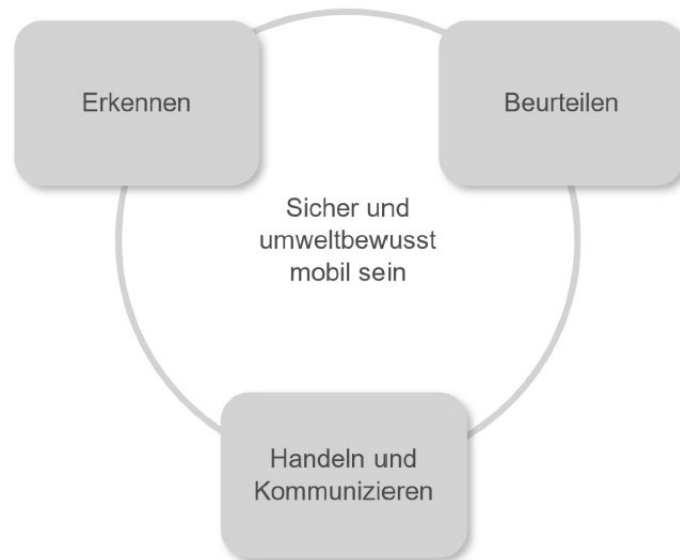 Erkennen
Beurteilen
Sicher und
umweltbewusst
mobil sein
Handeln und
Kommunizieren